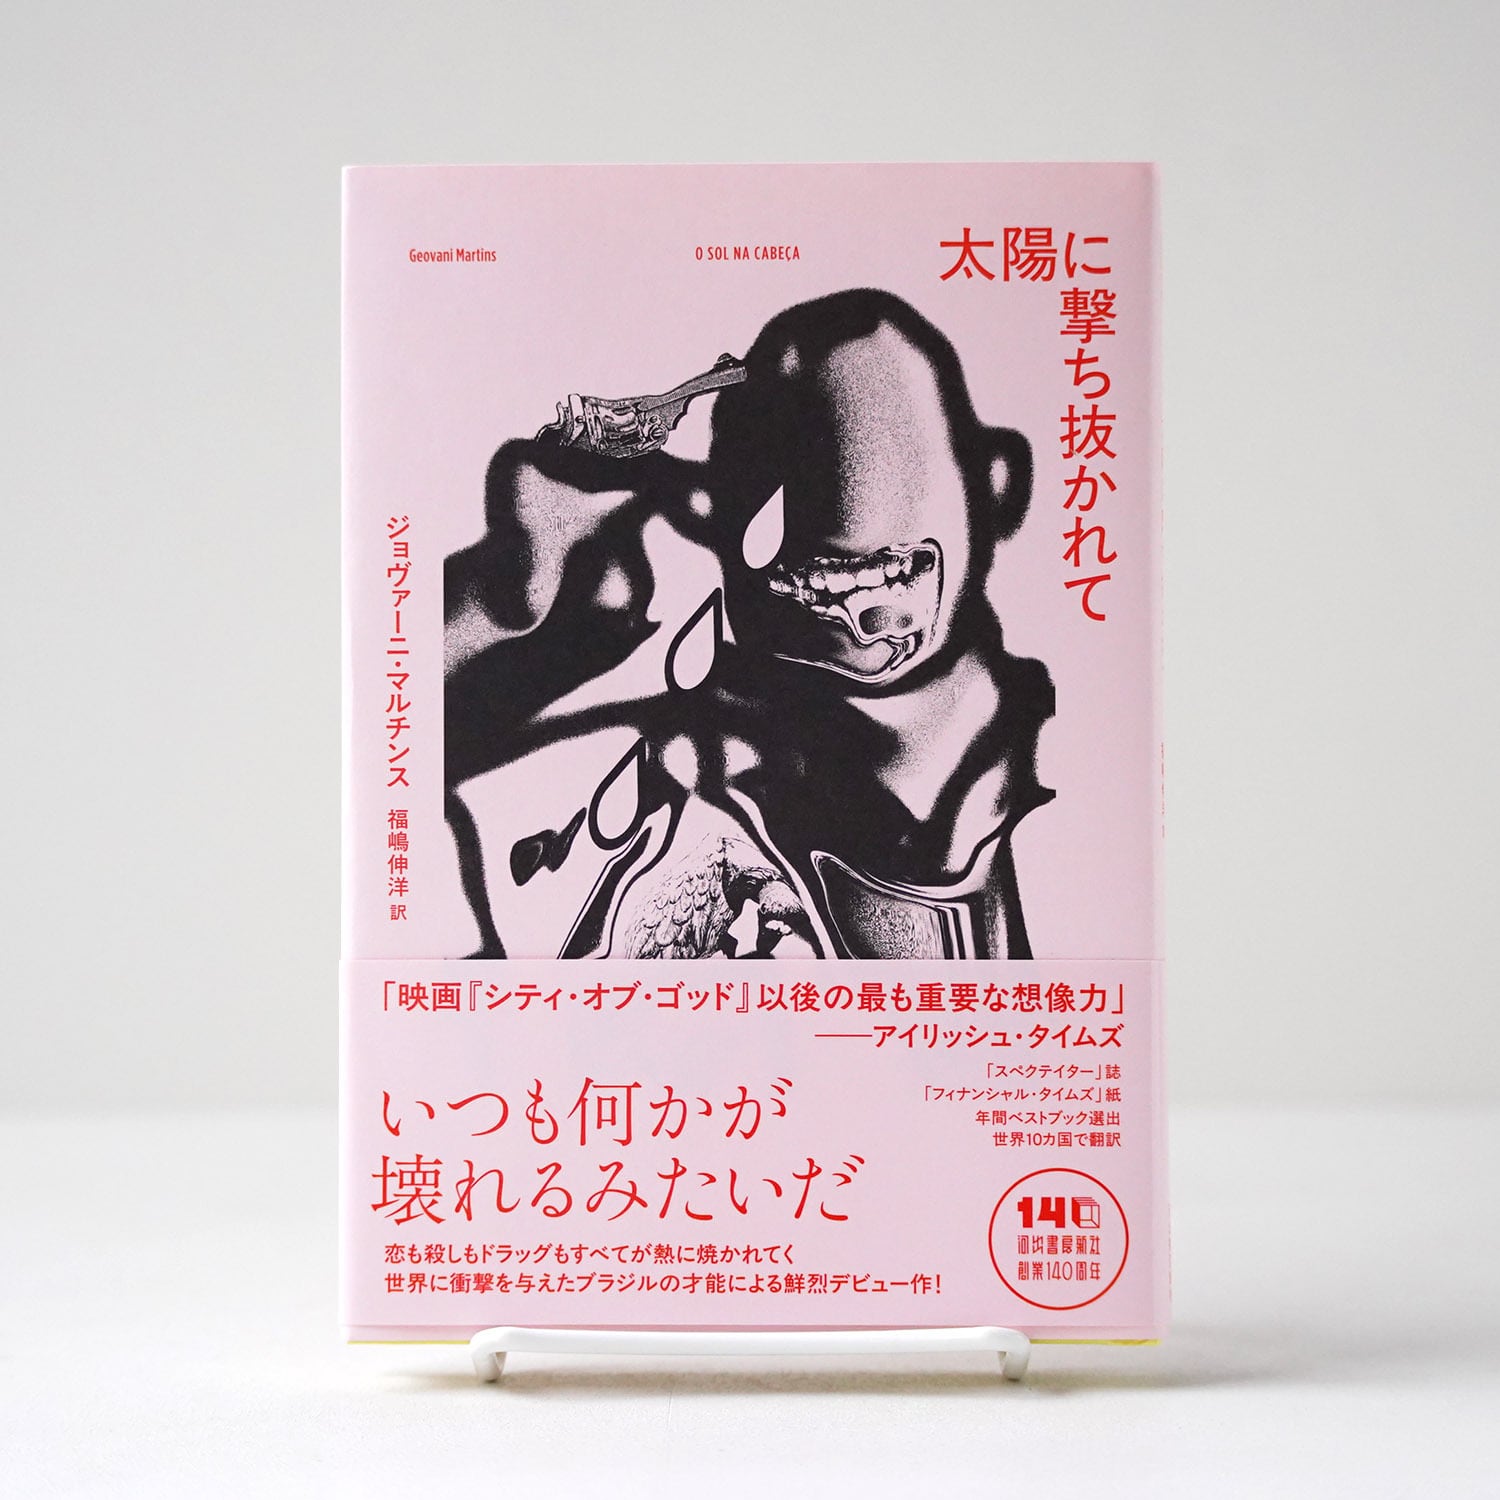 Geovani Martins
O SOL NA CABEÇA
太陽に
撃ち抜かれて
ジョヴァーニ・マルチンス
福嶋伸洋 訳
「映画『シティ・オブ・ゴッド』以後の最も重要な想像力」
——アイリッシュ・タイムズ
「スペクテイター」誌
「フィナンシャル・タイムズ」紙
年間ベストブック選出
世界10カ国で翻訳
いつも何かが
壊れるみたいだ
恋も殺しもドラッグもすべてが熱に焼かれてく
世界に衝撃を与えたブラジルの才能による鮮烈デビュー作！
140
河出書房新社
創業140周年